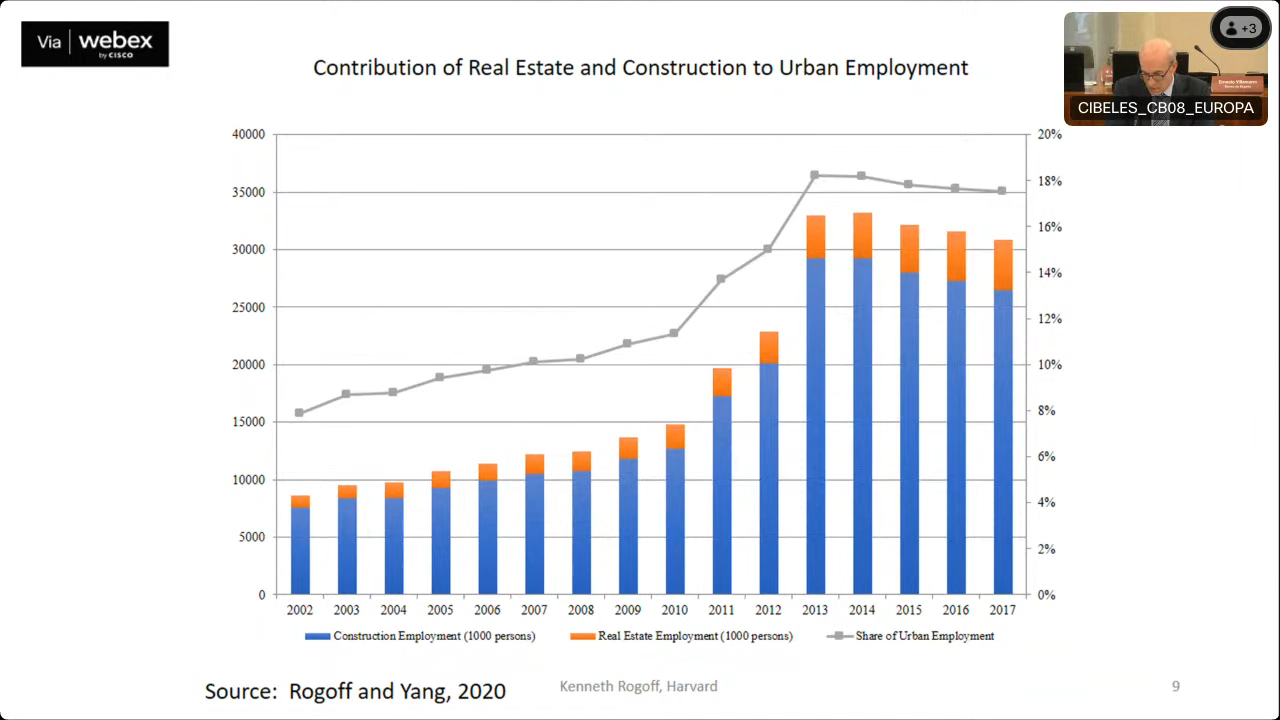 Via webex
by CISCO
+3
Ernesto Villanueva
CIBELES_CB08_EUROPA
Contribution of Real Estate and Construction to Urban Employment
40000
35000
30000
25000
20000
15000
10000
5000
0
20%
18%
16%
14%
12%
10%
8%
6%
4%
2%
0%
2002 2003 2004 2005 2006 2007 2008 2009 2010 2011 2012 2013 2014 2015 2016 2017
Construction Employment (1000 persons) Real Estate Employment (1000 persons) Share of Urban Employment
Source: Rogoff and Yang, 2020
Kenneth Rogoff, Harvard
9